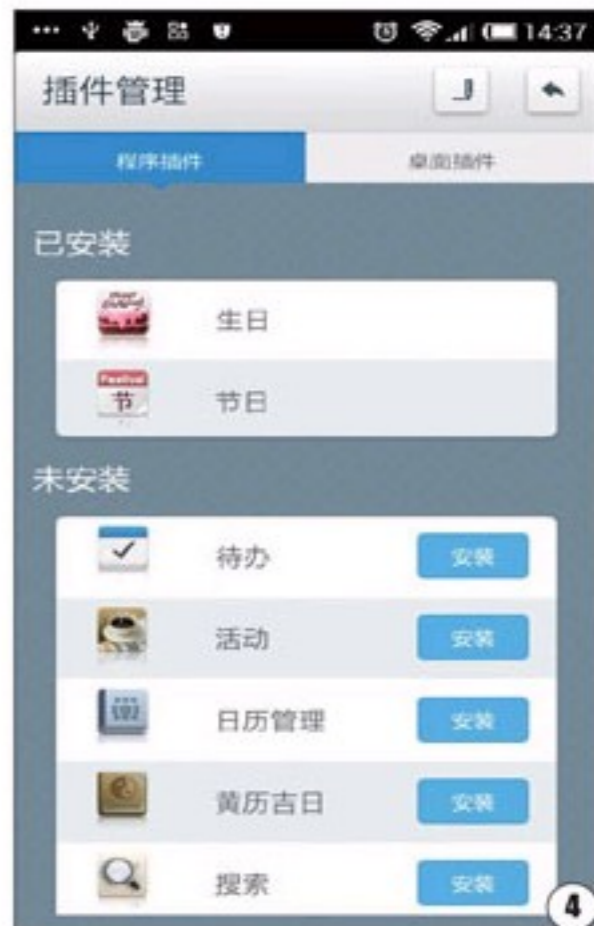 14:37
插件管理
程序插件 桌面插件
已安装
生日
Festival
节
节日
未安装
待办 安装
活动 安装
日历管理 安装
黄历吉日 安装
搜索 安装
4